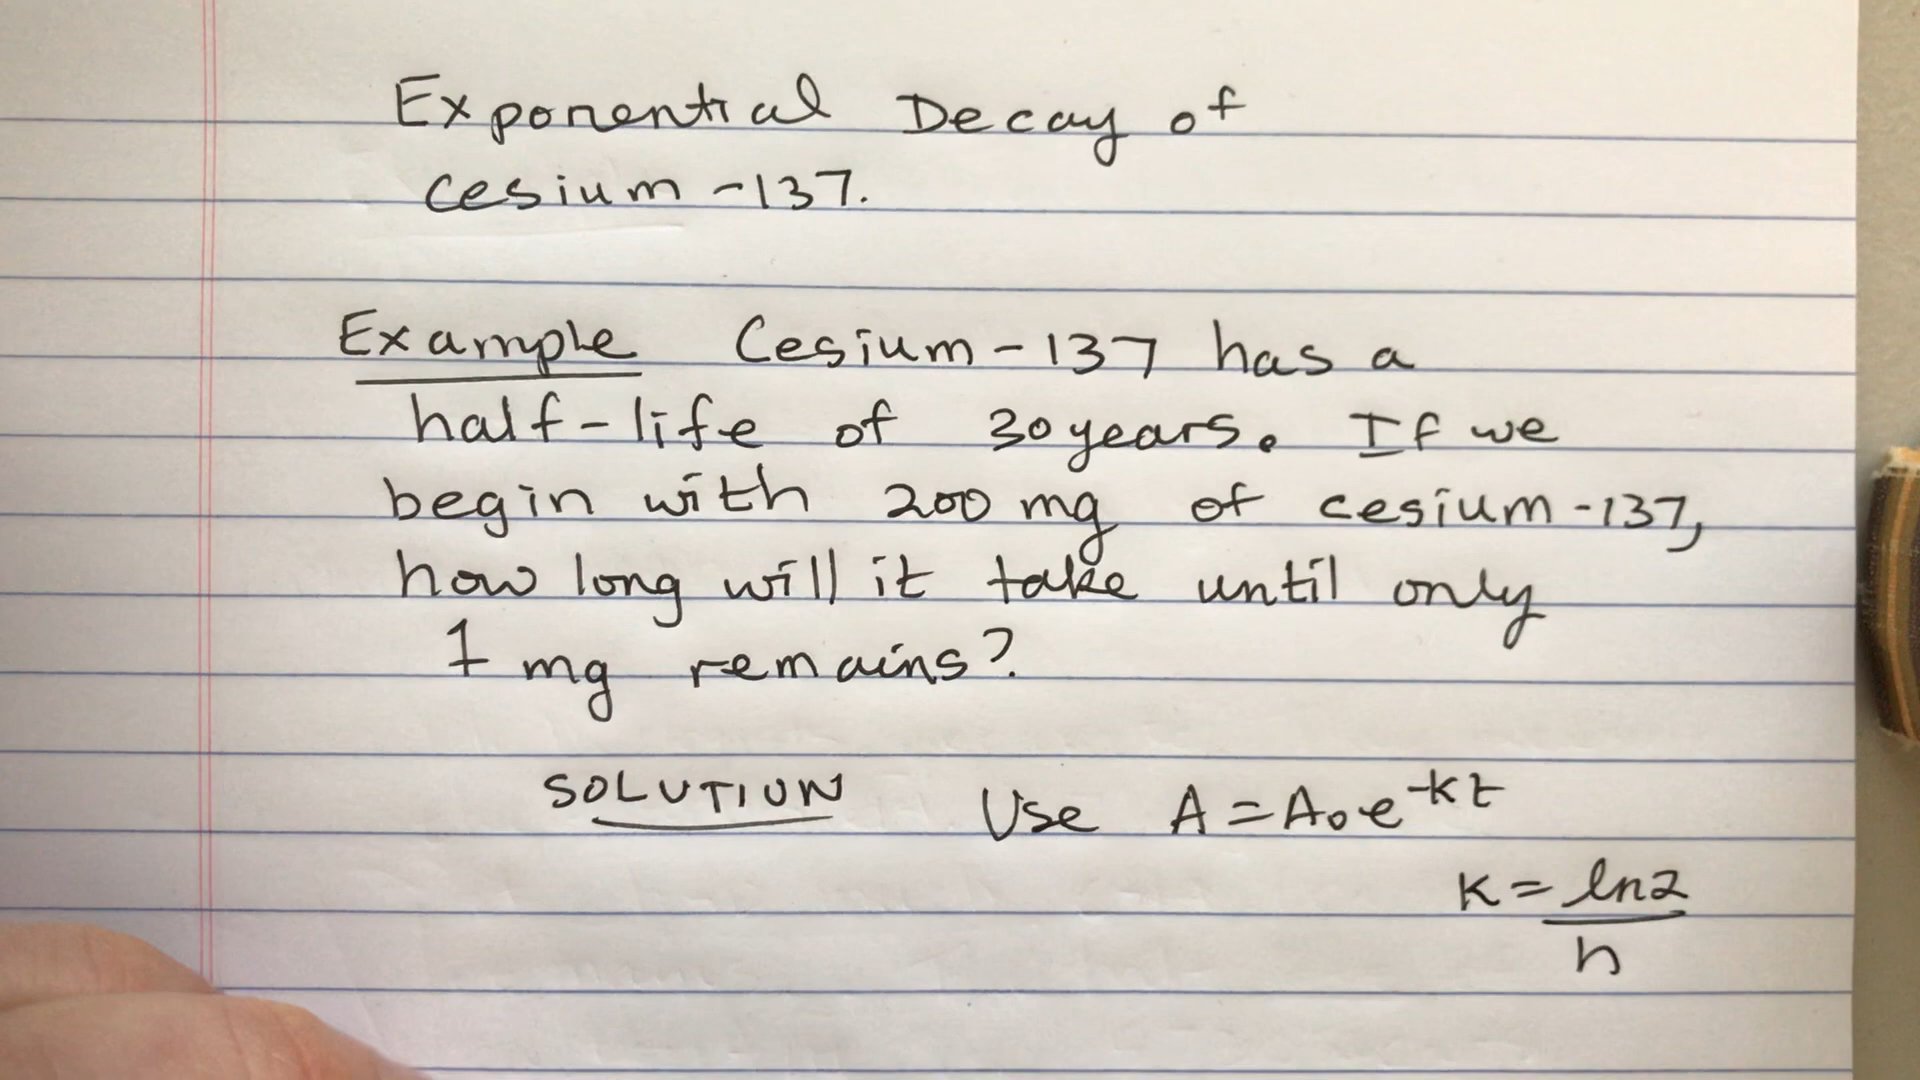 Exponential Decay of
cesium-137.
Example Cesium-137 has a
half-life of 30 years. If we
begin with 200 mg of cesium-137,
how long will it take until only
1 mg remains?
SOLUTION Use A = A₀e^-kt
k = ln2
h